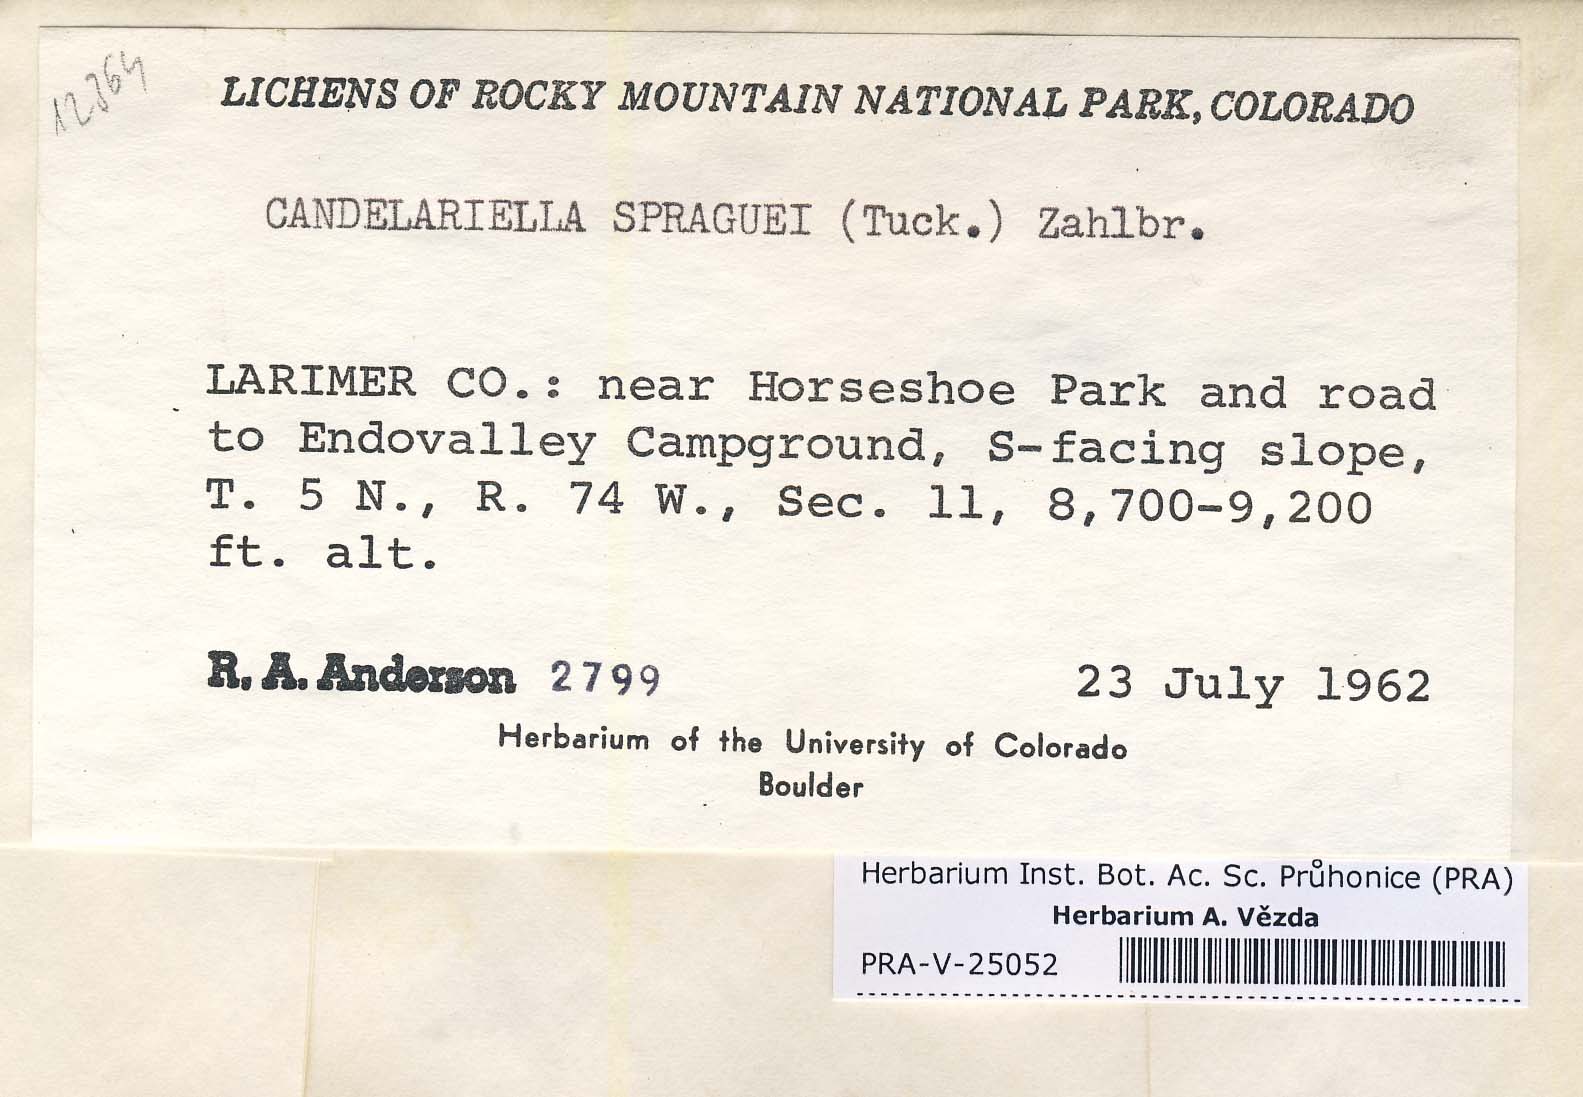 12364
LICHENS OF ROCKY MOUNTAIN NATIONAL PARK, COLORADO
CANDELARIELLA SPRAGUEI (Tuck.) Zahlbr.
LARIMER CO.: near Horseshoe Park and road
to Endovalley Campground, S-facing slope,
T. 5 N., R. 74 W., Sec. 11, 8,700-9,200
ft. alt.
R. A. Anderson 2799 23 July 1962
Herbarium of the University of Colorado
Boulder
Herbarium Inst. Bot. Ac. Sc. Průhonice (PRA)
Herbarium A. Vězda
PRA-V-25052